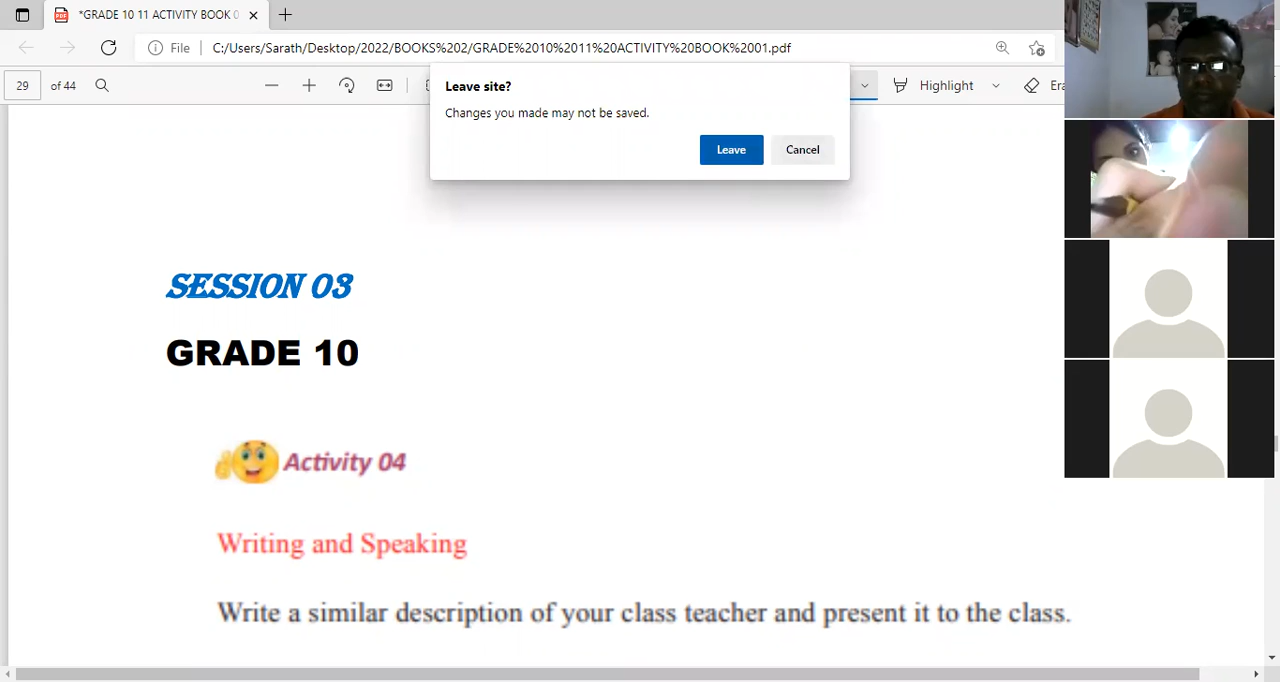 *GRADE 10 11 ACTIVITY BOOK 0
File C:/Users/Sarath/Desktop/2022/BOOKS%202/GRADE%2010%2011%20ACTIVITY%20BOOK%2001.pdf
29 of 44
Highlight
Era
Leave site?
Changes you made may not be saved.
Leave Cancel
SESSION 03
GRADE 10
Activity 04
Writing and Speaking
Write a similar description of your class teacher and present it to the class.